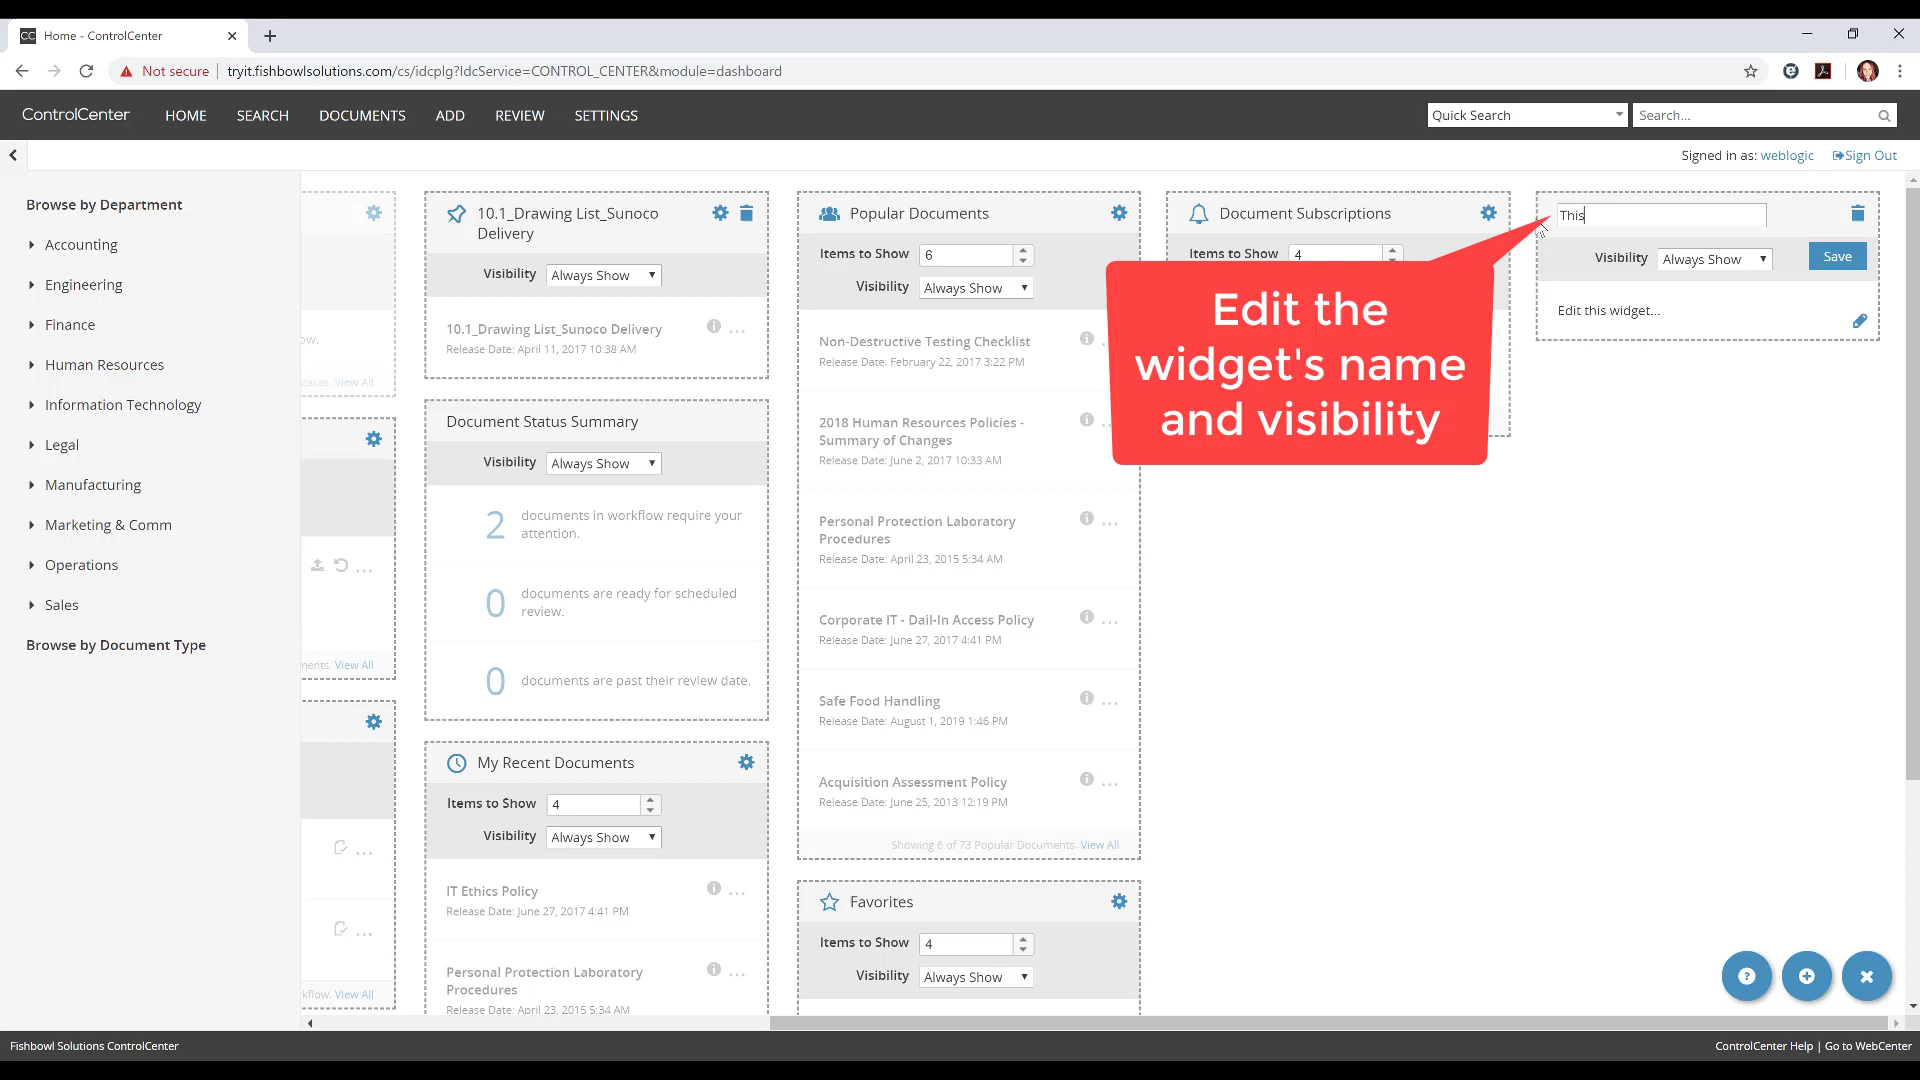 Home - ControlCenter
Not secure
tryit.fishbowlsolutions.com/cs/idcplg?IdcService=CONTROL_CENTER&module=dashboard
ControlCenter
HOME
SEARCH
DOCUMENTS
ADD
REVIEW
SETTINGS
Quick Search
Search...
Signed in as: weblogic
Sign Out
Browse by Department
Accounting
Engineering
Finance
Human Resources
Information Technology
Legal
Manufacturing
Marketing & Comm
Operations
Sales
Browse by Document Type
ow.
cases. View All
ments. View All
kflow. View All
10.1_Drawing List_Sunoco
Delivery
Visibility
Always Show
10.1_Drawing List_Sunoco Delivery
Release Date: April 11, 2017 10:38 AM
Document Status Summary
Visibility
Always Show
2
documents in workflow require your
attention.
0
documents are ready for scheduled
review.
0
documents are past their review date.
My Recent Documents
Items to Show
4
Visibility
Always Show
IT Ethics Policy
Release Date: June 27, 2017 4:41 PM
Personal Protection Laboratory
Procedures
Release Date: April 23, 2015 5:34 AM
Popular Documents
Items to Show
6
Visibility
Always Show
Non-Destructive Testing Checklist
Release Date: February 22, 2017 3:22 PM
2018 Human Resources Policies -
Summary of Changes
Release Date: June 2, 2017 10:33 AM
Personal Protection Laboratory
Procedures
Release Date: April 23, 2015 5:34 AM
Corporate IT - Dail-In Access Policy
Release Date: June 27, 2017 4:41 PM
Safe Food Handling
Release Date: August 1, 2019 1:46 PM
Acquisition Assessment Policy
Release Date: June 25, 2013 12:19 PM
Showing 6 of 73 Popular Documents. View All
Favorites
Items to Show
4
Visibility
Always Show
Document Subscriptions
Items to Show
4
Edit the
widget's name
and visibility
This
Visibility
Always Show
Save
Edit this widget...
Fishbowl Solutions ControlCenter
ControlCenter Help | Go to WebCenter